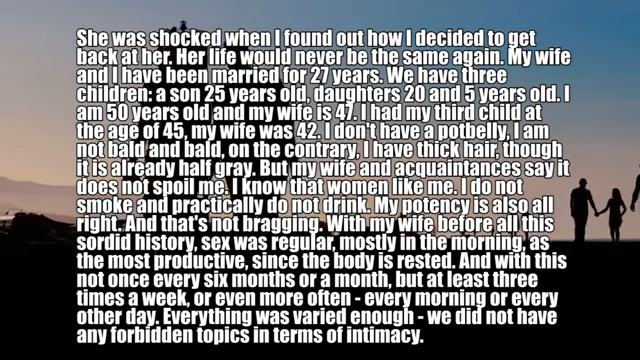 She was shocked when I found out how I decided to get
back at her. Her life would never be the same again. My wife
and I have been married for 27 years. We have three
children: a son 25 years old, daughters 20 and 5 years old. I
am 50 years old and my wife is 47. I had my third child at
the age of 45, my wife was 42. I don't have a potbelly, I am
not bald and bald, on the contrary, I have thick hair, though
it is already half gray. But my wife and acquaintances say it
does not spoil me. I know that women like me. I do not
smoke and practically do not drink. My potency is also all
right. And that's not bragging. With my wife before all this
sordid history, sex was regular, mostly in the morning, as
the most productive, since the body is rested. And with this
not once every six months or a month, but at least three
times a week, or even more often - every morning or every
other day. Everything was varied enough - we did not have
any forbidden topics in terms of intimacy.